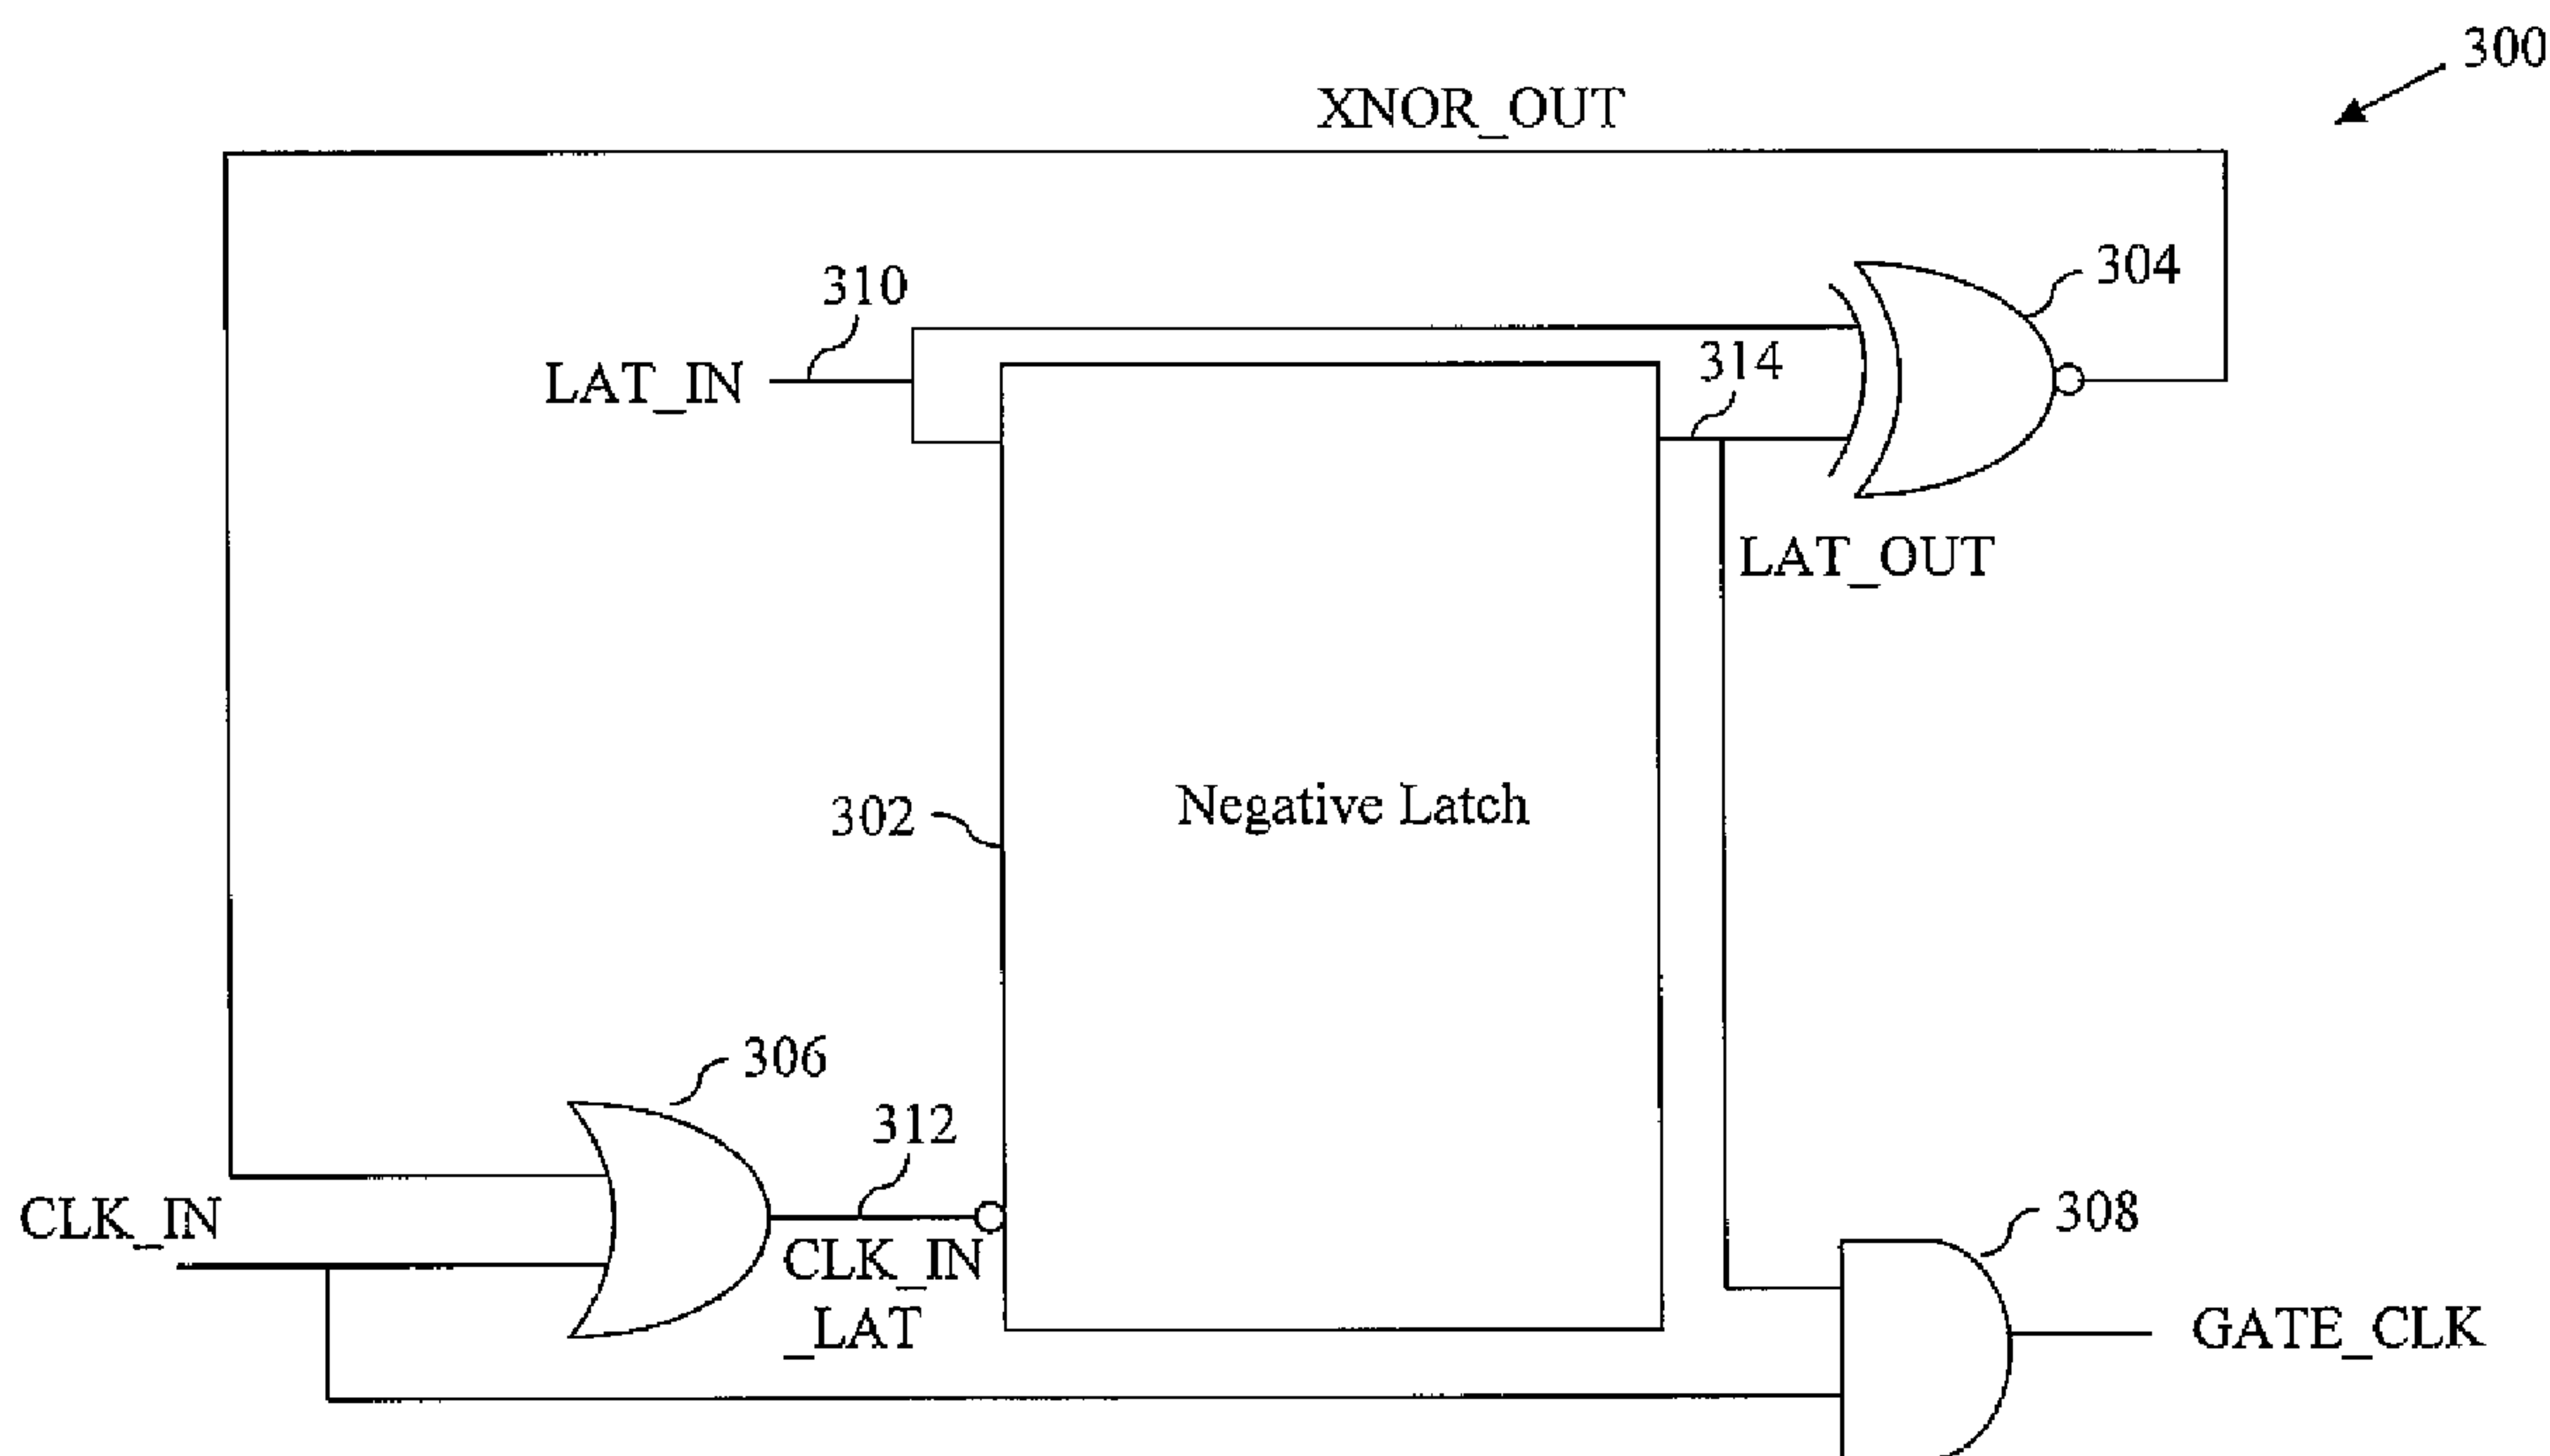 300
XNOR_OUT
304
310
314
LAT_IN
LAT_OUT
302
Negative Latch
306
312
CLK_IN
CLK_IN
_LAT
308
GATE_CLK